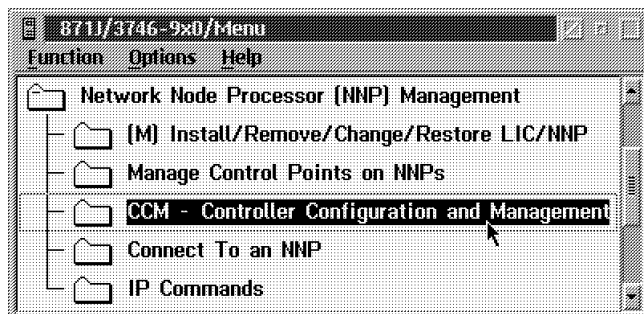 871J/3746-9x0/Menu
Function Options Help
Network Node Processor (NNP) Management
(M) Install/Remove/Change/Restore LIC/NNP
Manage Control Points on NNPs
CCM - Controller Configuration and Management
Connect To an NNP
IP Commands